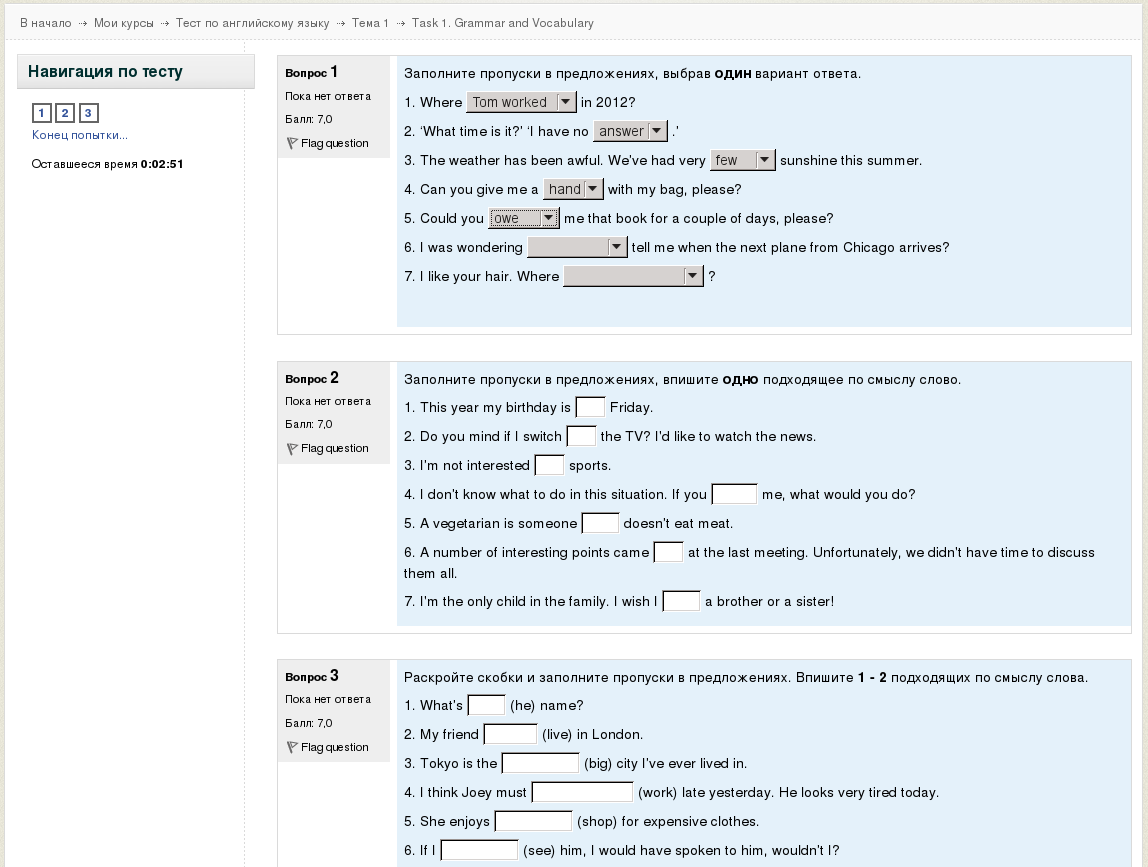 В начало → Мои курсы → Тест по английскому языку → Тема 1 → Task 1. Grammar and Vocabulary
Навигация по тесту
1 2 3
Конец попытки...
Оставшееся время 0:02:51
Вопрос 1
Пока нет ответа
Балл: 7,0
Flag question
Заполните пропуски в предложениях, выбрав один вариант ответа.
1. Where Tom worked in 2012?
2. ‘What time is it?’ ‘I have no answer .’
3. The weather has been awful. We’ve had very few sunshine this summer.
4. Can you give me a hand with my bag, please?
5. Could you owe me that book for a couple of days, please?
6. I was wondering tell me when the next plane from Chicago arrives?
7. I like your hair. Where ?
Вопрос 2
Пока нет ответа
Балл: 7,0
Flag question
Заполните пропуски в предложениях, впишите одно подходящее по смыслу слово.
1. This year my birthday is Friday.
2. Do you mind if I switch the TV? I’d like to watch the news.
3. I’m not interested sports.
4. I don’t know what to do in this situation. If you me, what would you do?
5. A vegetarian is someone doesn’t eat meat.
6. A number of interesting points came at the last meeting. Unfortunately, we didn’t have time to discuss
them all.
7. I’m the only child in the family. I wish I a brother or a sister!
Вопрос 3
Пока нет ответа
Балл: 7,0
Flag question
Раскройте скобки и заполните пропуски в предложениях. Впишите 1 - 2 подходящих по смыслу слова.
1. What’s (he) name?
2. My friend (live) in London.
3. Tokyo is the (big) city I’ve ever lived in.
4. I think Joey must (work) late yesterday. He looks very tired today.
5. She enjoys (shop) for expensive clothes.
6. If I (see) him, I would have spoken to him, wouldn’t I?